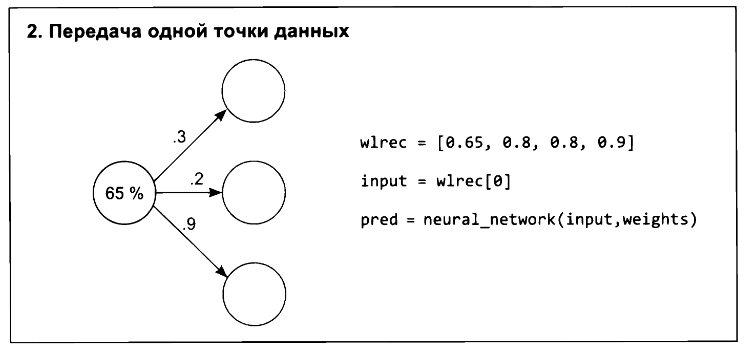 2. Передача одной точки данных
.3
65 %
.2
.9
wlrec = [0.65, 0.8, 0.8, 0.9]
input = wlrec[0]
pred = neural_network(input,weights)